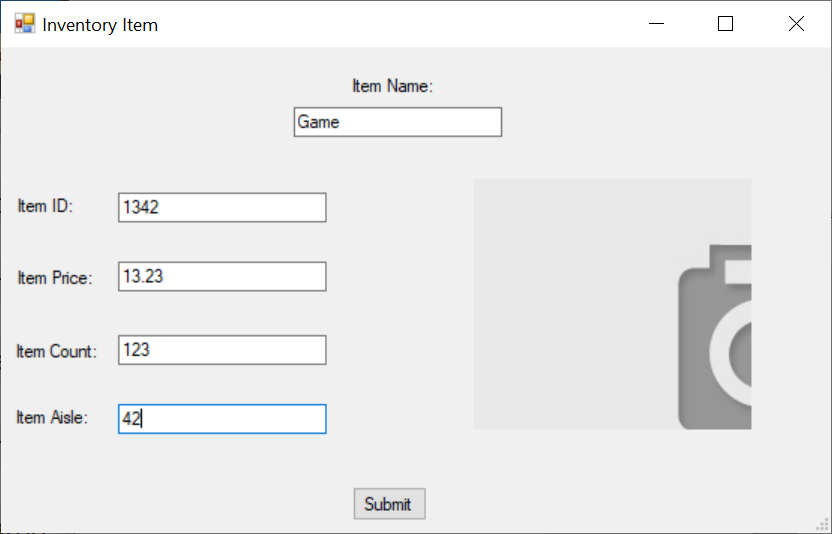 Inventory Item
Item Name:
Game
Item ID: 1342
Item Price: 13.23
Item Count: 123
Item Aisle: 42
Submit